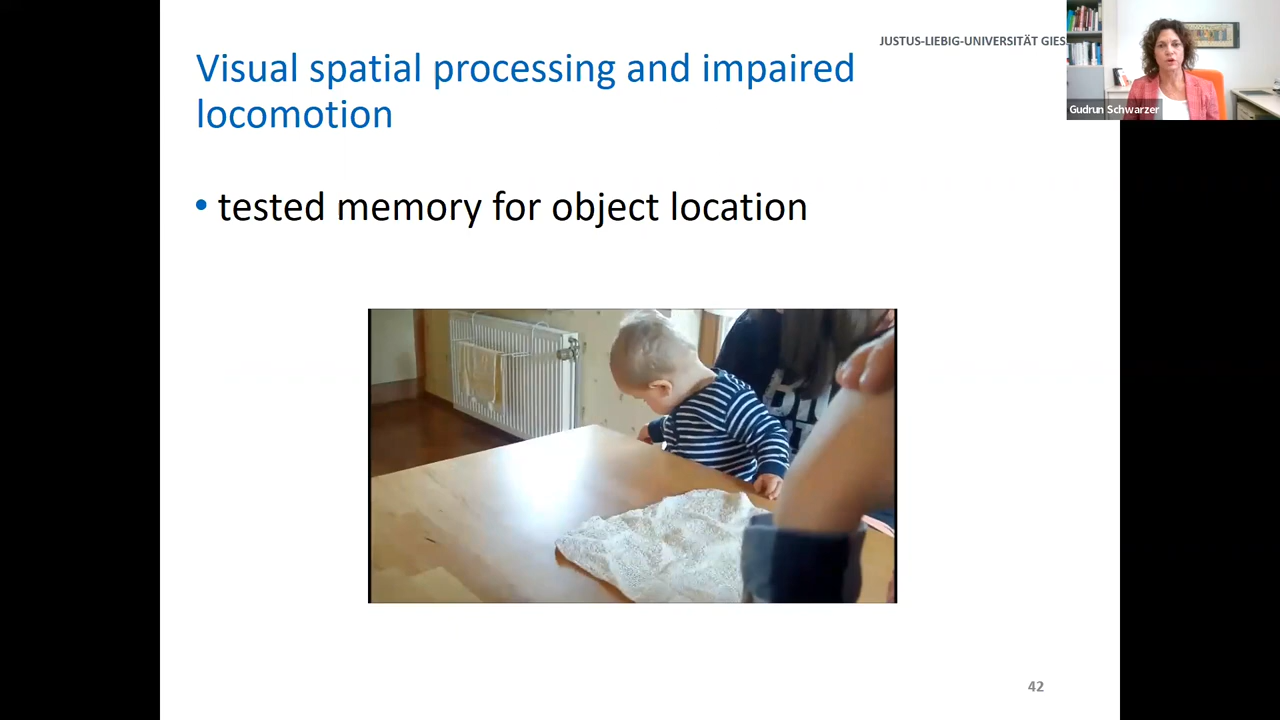 JUSTUS-LIEBIG-UNIVERSITÄT GIES
Gudrun Schwarzer
Visual spatial processing and impaired
locomotion
• tested memory for object location
42